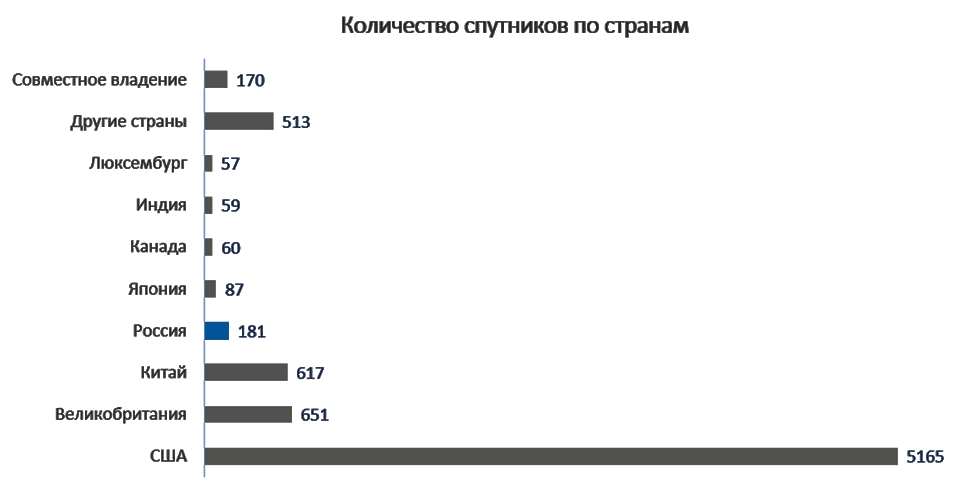 Количество спутников по странам
Совместное владение 170
Другие страны 513
Люксембург 57
Индия 59
Канада 60
Япония 87
Россия 181
Китай 617
Великобритания 651
США 5165